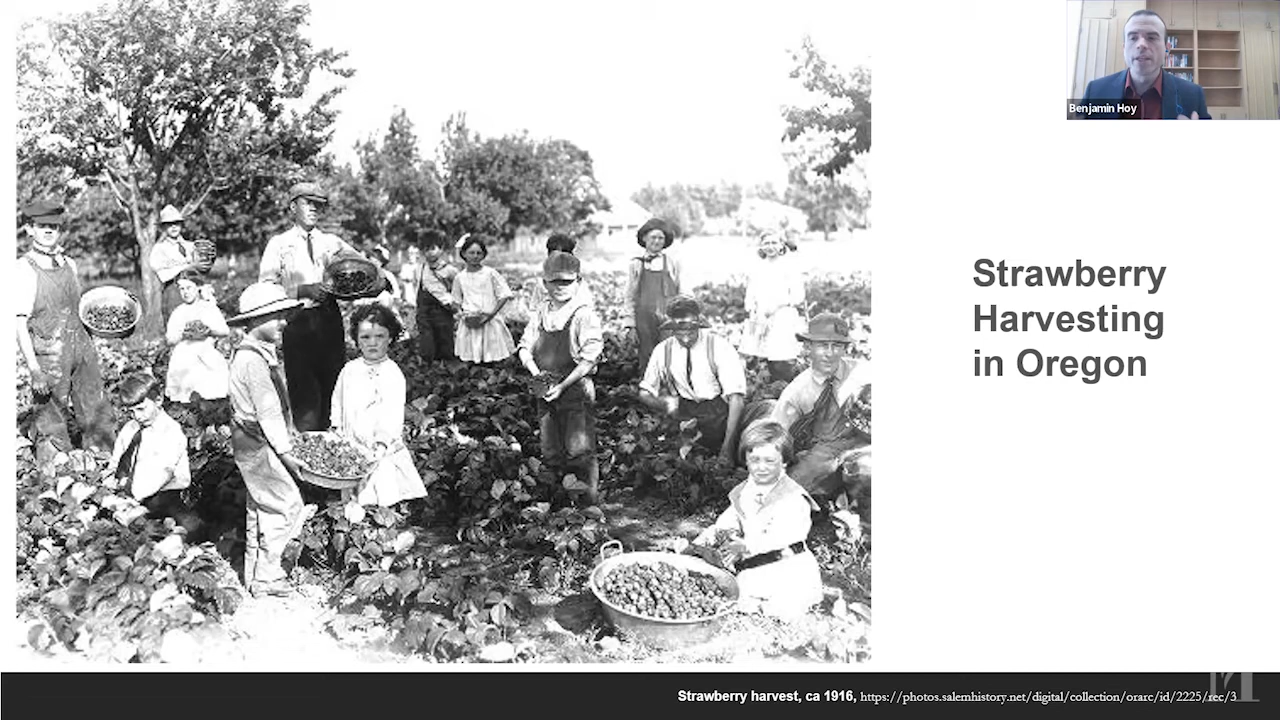 Benjamin Hoy
Strawberry
Harvesting
in Oregon
Strawberry harvest, ca 1916, https://photos.salemhistory.net/digital/collection/orarc/id/2225/rec/3